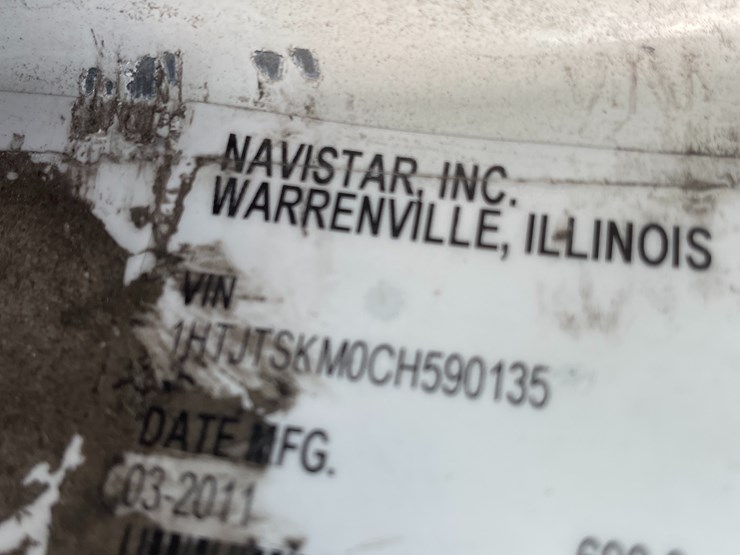 NAVISTAR, INC.
WARRENVILLE, ILLINOIS
VIN
1HTJTSKM0CH590135
DATE MFG.
03-2011